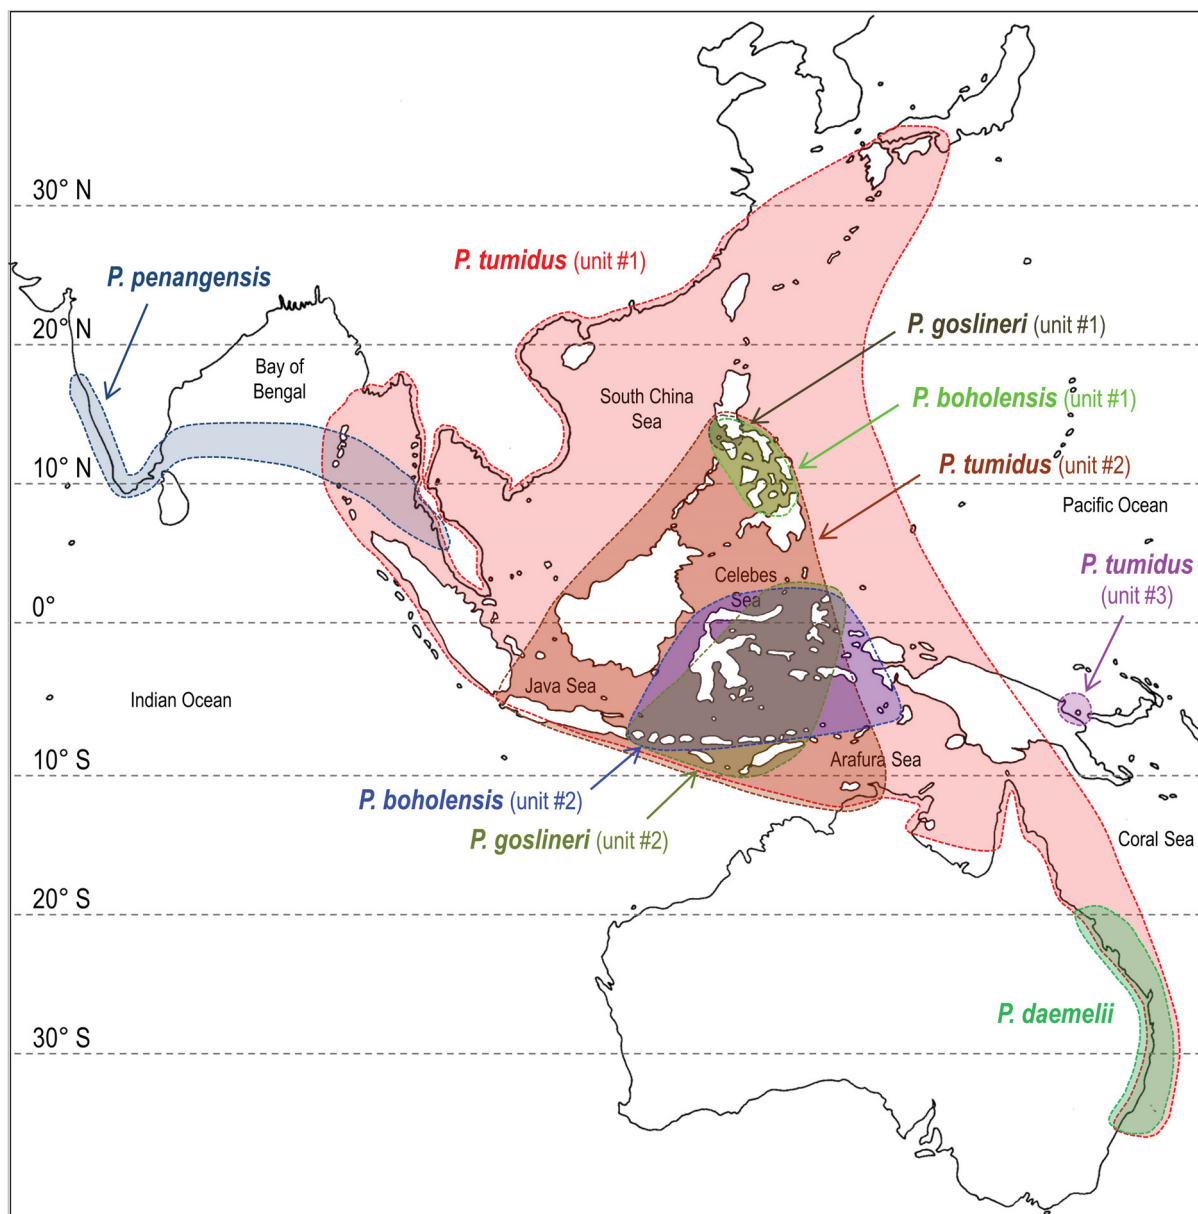 30° N
P. tumidus (unit #1)
P. penangensis
20° N
P. goslineri (unit #1)
Bay of
Bengal
South China
Sea
P. boholensis (unit #1)
10° N
P. tumidus (unit #2)
Pacific Ocean
Celebes
Sea
P. tumidus
(unit #3)
0°
Java Sea
Indian Ocean
Arafura Sea
10° S
P. boholensis (unit #2)
P. goslineri (unit #2)
Coral Sea
20° S
P. daemelii
30° S